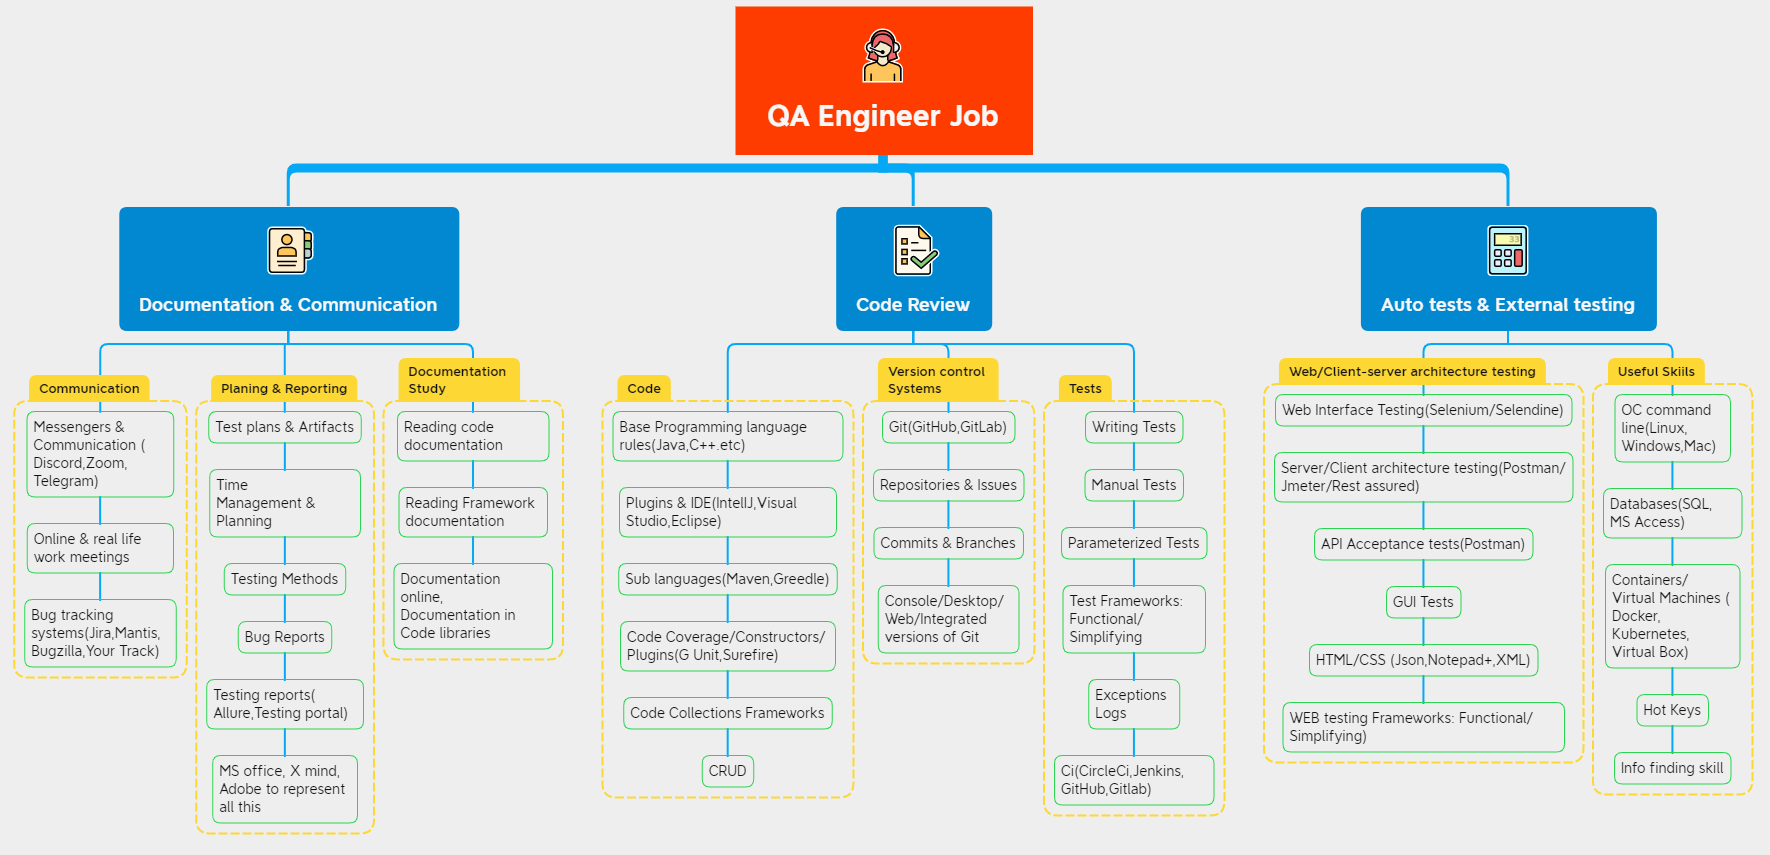 QA Engineer Job
Documentation & Communication
Communication
Messengers &
Communication (
Discord,Zoom,
Telegram)
Online & real life
work meetings
Bug tracking
systems(Jira,Mantis,
Bugzilla,Your Track)
Planing & Reporting
Test plans & Artifacts
Time
Management &
Planning
Testing Methods
Bug Reports
Testing reports(
Allure,Testing portal)
MS office, X mind,
Adobe to represent
all this
Documentation
Study
Reading code
documentation
Reading Framework
documentation
Documentation
online,
Documentation in
Code libraries
Code Review
Code
Base Programming language
rules(Java,C++.etc)
Plugins & IDE(IntellJ,Visual
Studio,Eclipse)
Sub languages(Maven,Greedle)
Code Coverage/Constructors/
Plugins(G Unit,Surefire)
Code Collections Frameworks
CRUD
Version control
Systems
Git(GitHub,GitLab)
Repositories & Issues
Commits & Branches
Console/Desktop/
Web/Integrated
versions of Git
Tests
Writing Tests
Manual Tests
Parameterized Tests
Test Frameworks:
Functional/
Simplifying
Exceptions
Logs
Ci(CircleCi,Jenkins,
GitHub,Gitlab)
33
Auto tests & External testing
Web/Client-server architecture testing
Web Interface Testing(Selenium/Selendine)
Server/Client architecture testing(Postman/
Jmeter/Rest assured)
API Acceptance tests(Postman)
GUI Tests
HTML/CSS (Json,Notepad+,XML)
WEB testing Frameworks: Functional/
Simplifying)
Useful Skiils
OC command
line(Linux,
Windows,Mac)
Databases(SQL,
MS Access)
Containers/
Virtual Machines (
Docker,
Kubernetes,
Virtual Box)
Hot Keys
Info finding skill